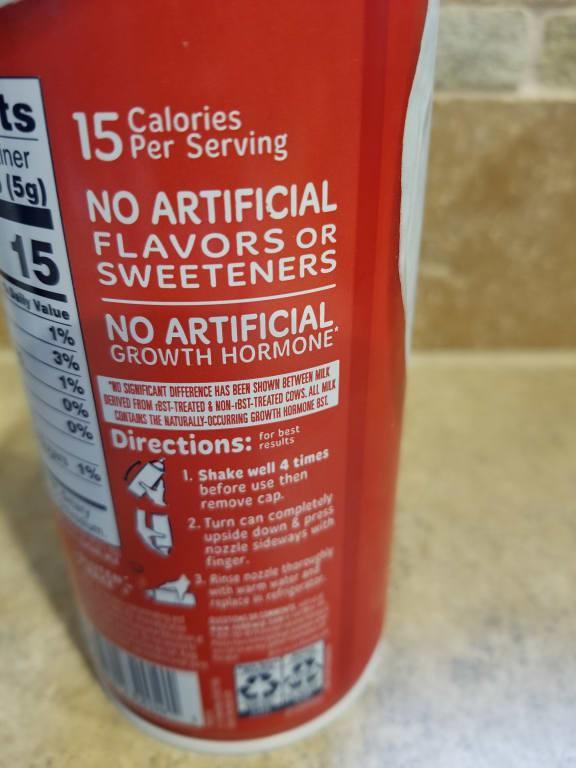 ts
iner
(5g)
15
Daily Value
1%
3%
1%
0%
0%
1%
15 Calories
Per Serving
NO ARTIFICIAL
FLAVORS OR
SWEETENERS
NO ARTIFICIAL
GROWTH HORMONE*
*NO SIGNIFICANT DIFFERENCE HAS BEEN SHOWN BETWEEN MILK
DERIVED FROM rBST-TREATED & NON-rBST-TREATED COWS. ALL MILK
CONTAINS THE NATURALLY-OCCURRING GROWTH HORMONE BST.
Directions: for best
results
1. Shake well 4 times
before use then
remove cap.
2. Turn can completely
upside down & press
nozzle sideways with
finger.
3. Rinse nozzle thoroughly
with warm water and
replace in refrigerator.